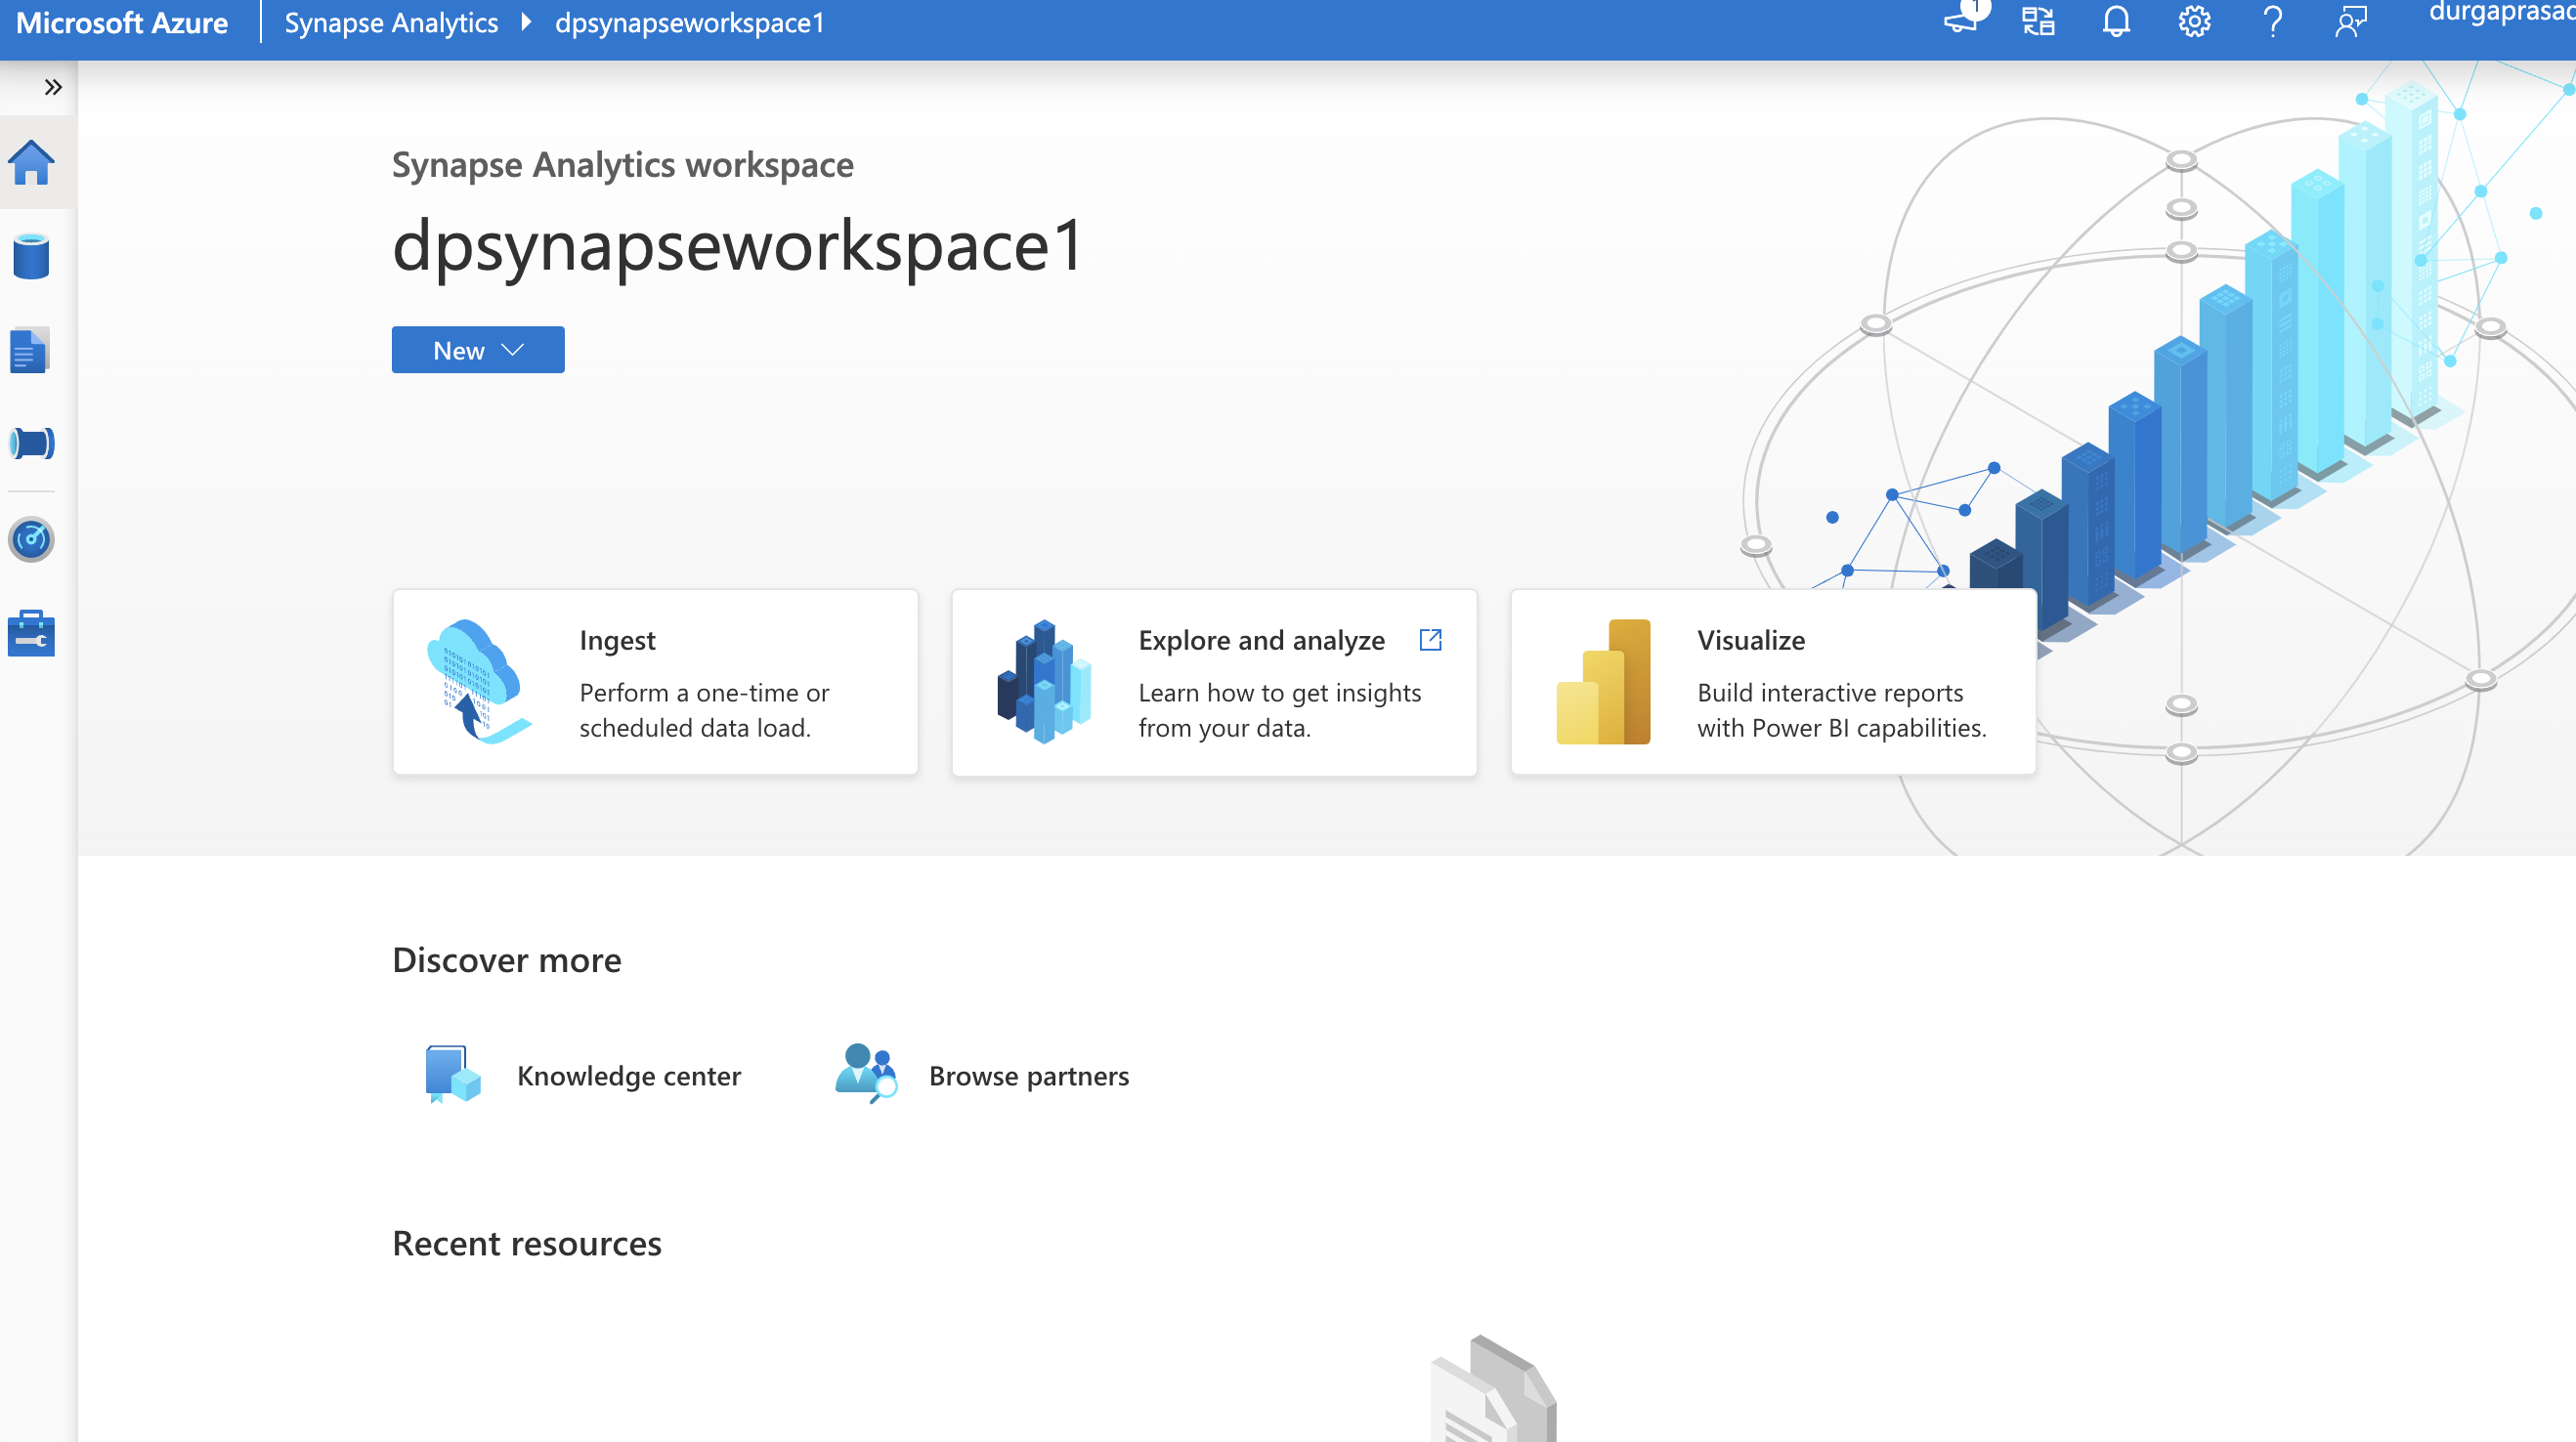 Microsoft Azure
Synapse Analytics
dpsynapseworkspace1
1
Synapse Analytics workspace
dpsynapseworkspace1
New
Ingest
Perform a one-time or
scheduled data load.
Explore and analyze
Learn how to get insights
from your data.
Visualize
Build interactive reports
with Power BI capabilities.
Discover more
Knowledge center
Browse partners
Recent resources